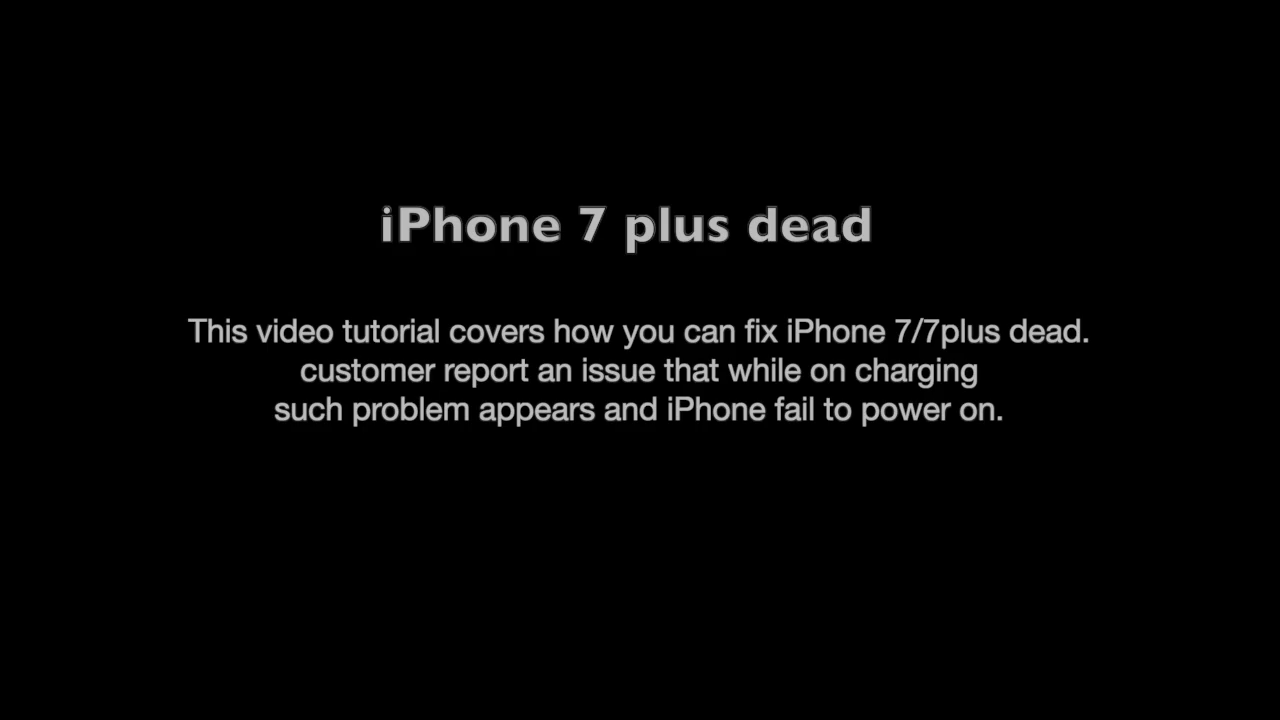 iPhone 7 plus dead
This video tutorial covers how you can fix iPhone 7/7plus dead.
customer report an issue that while on charging
such problem appears and iPhone fail to power on.